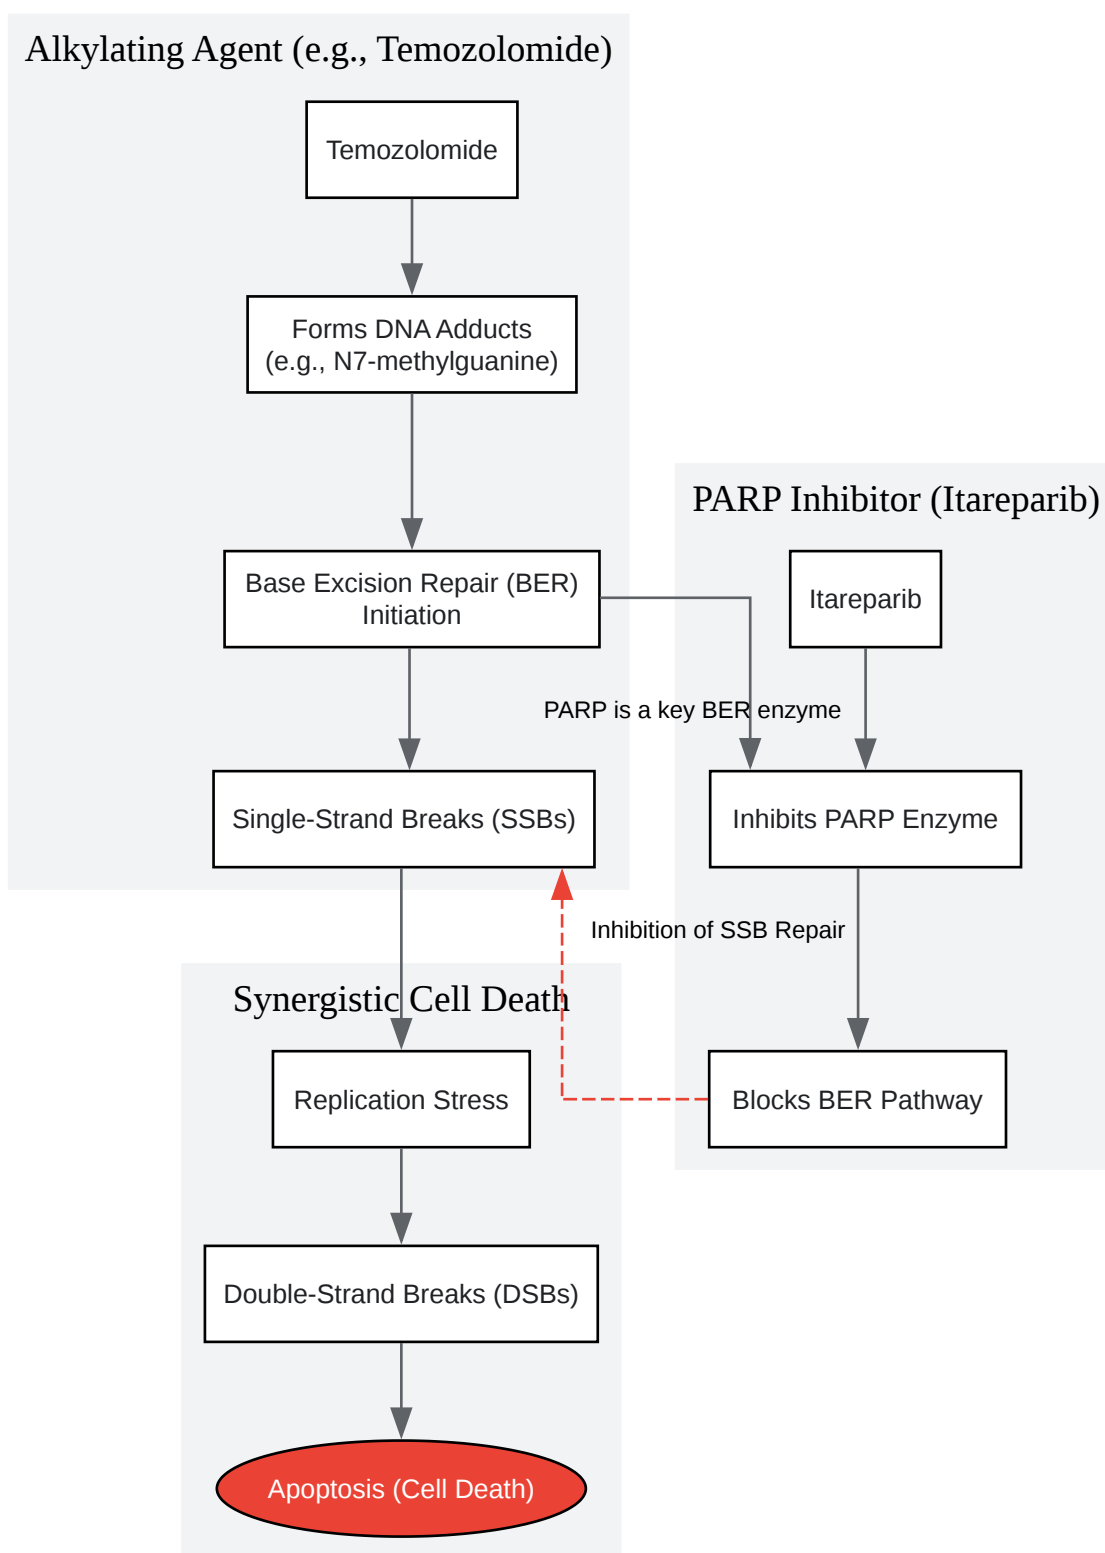 Alkylating Agent (e.g., Temozolomide)
Temozolomide
Forms DNA Adducts
(e.g., N7-methylguanine)
PARP Inhibitor (Itareparib)
Base Excision Repair (BER)
Initiation
Itareparib
PARP is a key BER enzyme
Single-Strand Breaks (SSBs)
Inhibits PARP Enzyme
Inhibition of SSB Repair
Synergistic Cell Death
Replication Stress
Blocks BER Pathway
Double-Strand Breaks (DSBs)
Apoptosis (Cell Death)